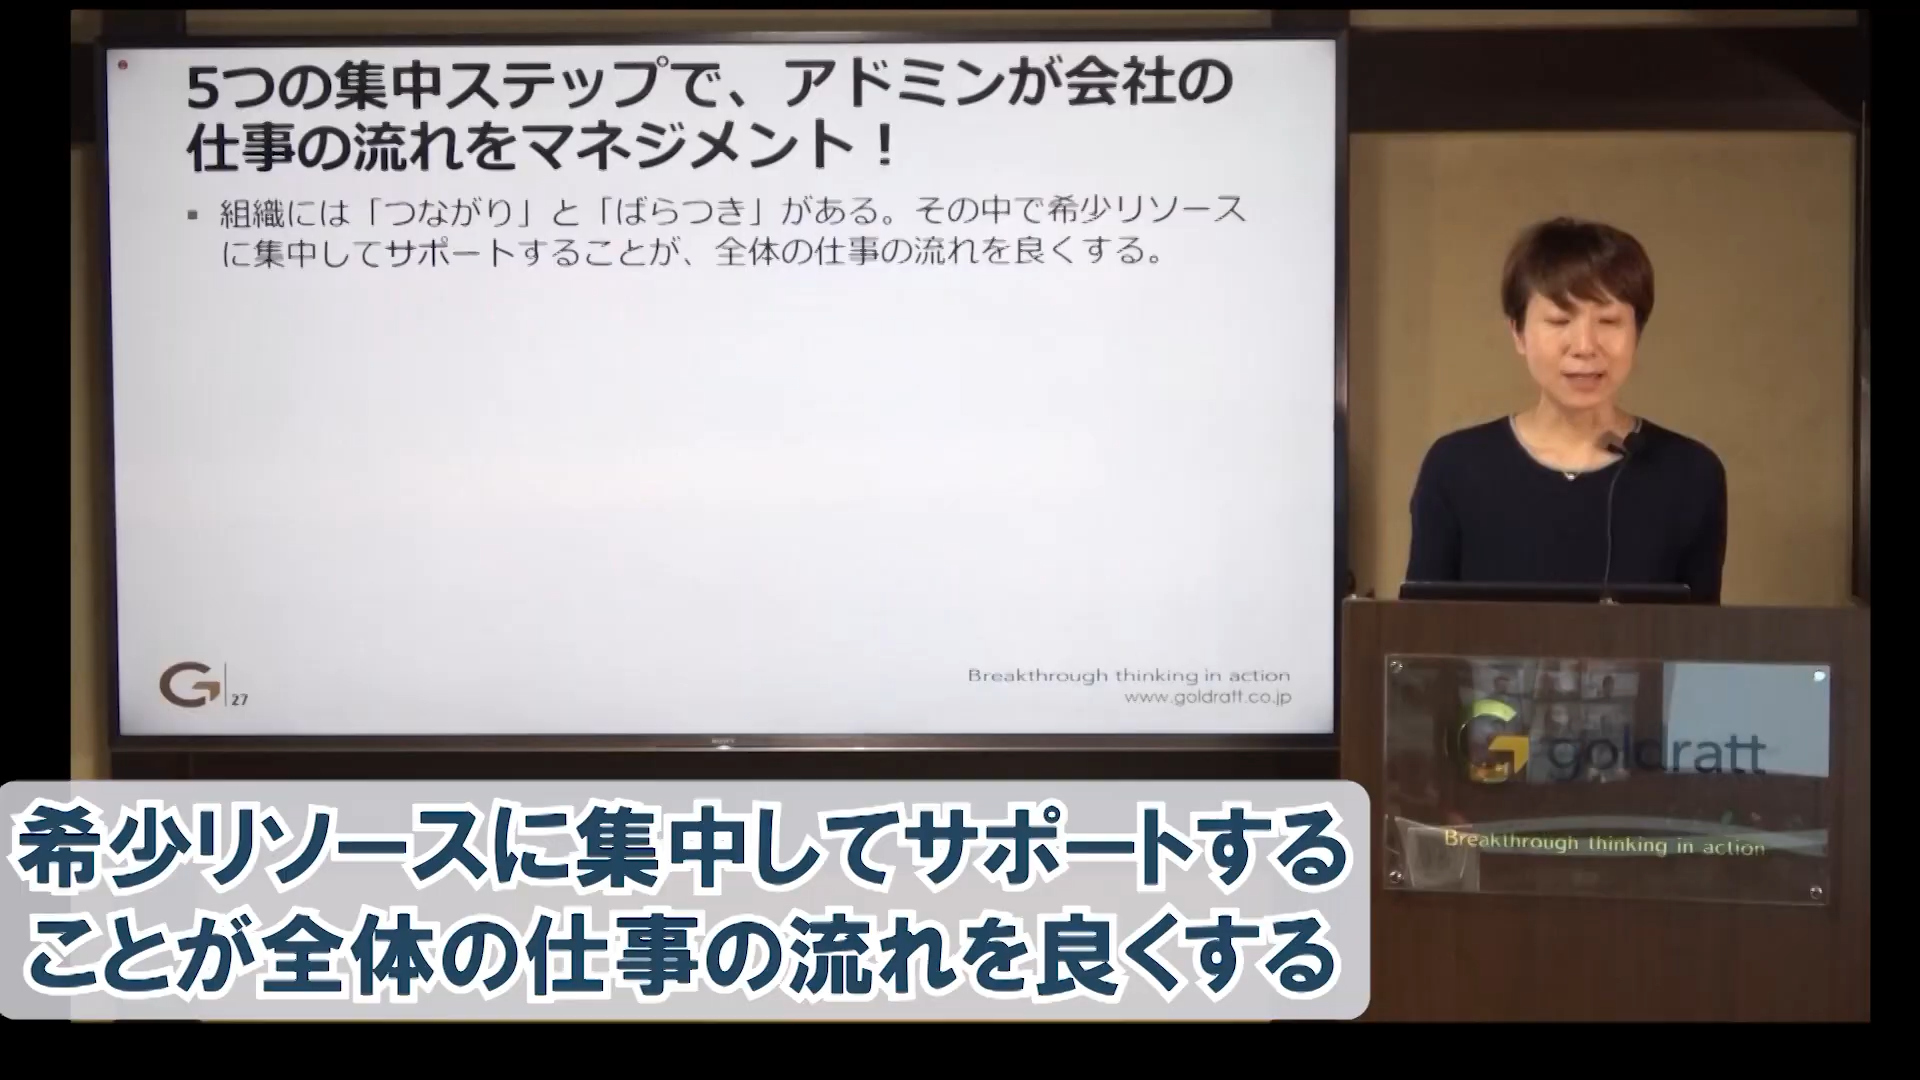 5つの集中ステップで、アドミンが会社の
仕事の流れをマネジメント！
▪ 組織には「つながり」と「ばらつき」がある。その中で希少リソース
に集中してサポートすることが、全体の仕事の流れを良くする。
G 27
Breakthrough thinking in action
www.goldratt.co.jp
SONY
goldratt
Breakthrough thinking in action
希少リソースに集中してサポートする
ことが全体の仕事の流れを良くする